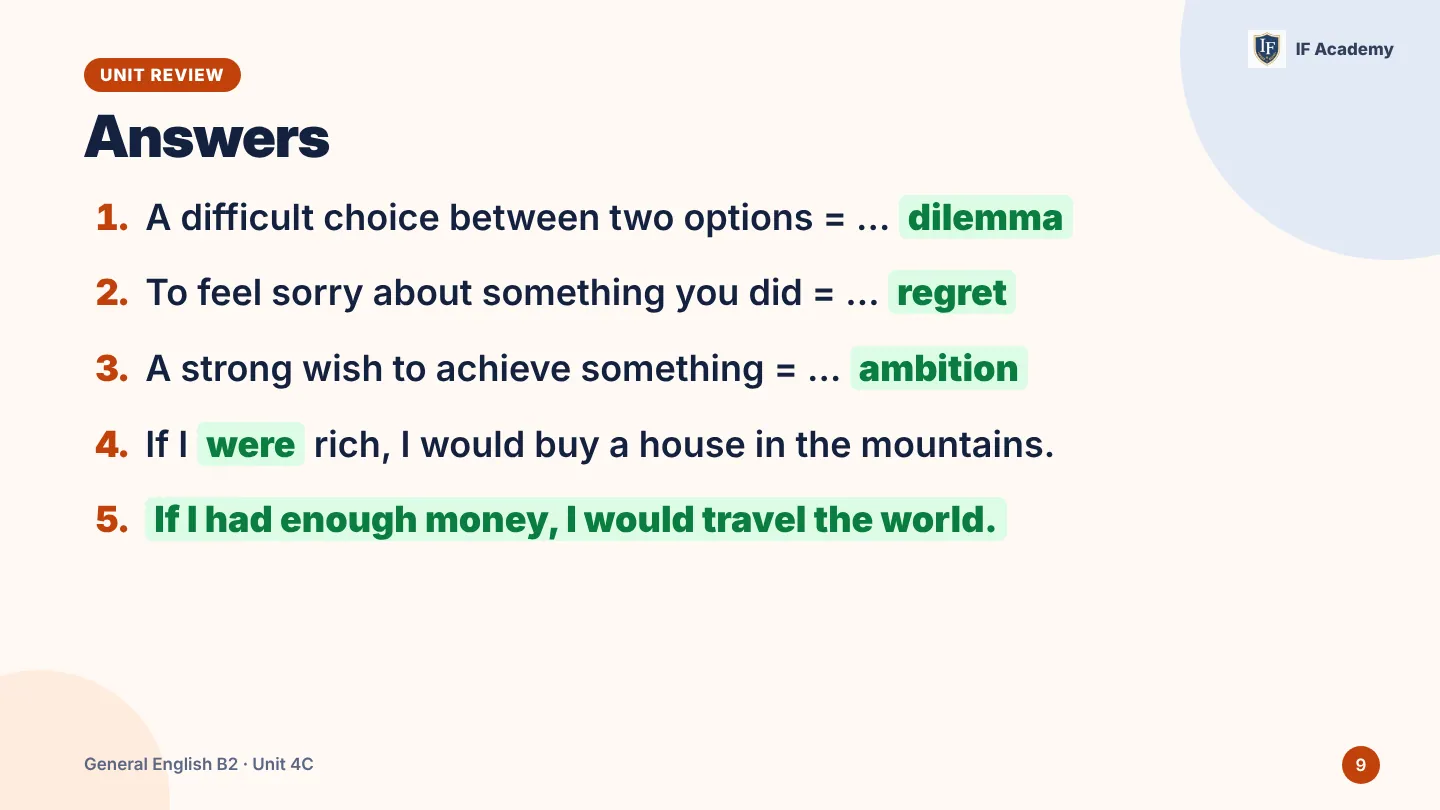 IF
IF Academy
UNIT REVIEW
Answers
1. A difficult choice between two options = ... dilemma
2. To feel sorry about something you did = ... regret
3. A strong wish to achieve something = ... ambition
4. If I were rich, I would buy a house in the mountains.
5. If I had enough money, I would travel the world.
General English B2 · Unit 4C
9